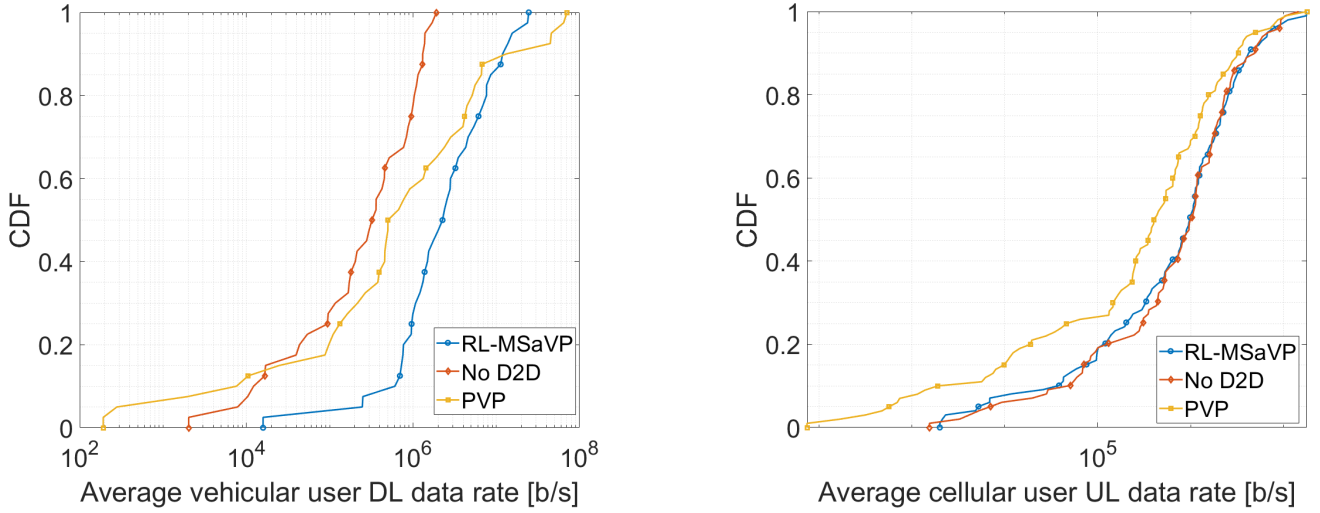 1
0.8
0.6
0.4
0.2
0
CDF
10^2
10^4
10^6
10^8
Average vehicular user DL data rate [b/s]
RL-MSaVP
No D2D
PVP
1
0.8
0.6
0.4
0.2
0
CDF
10^5
Average cellular user UL data rate [b/s]
RL-MSaVP
No D2D
PVP